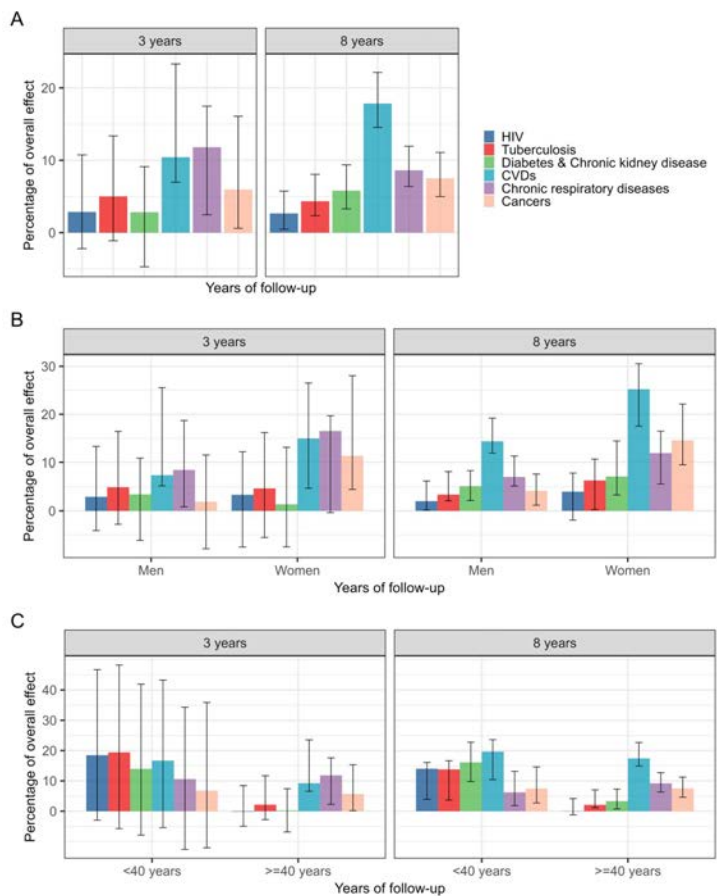 A
3 years
8 years
20
10
0
Percentage of overall effect
Years of follow-up
HIV
Tuberculosis
Diabetes & Chronic kidney disease
CVDs
Chronic respiratory diseases
Cancers
B
3 years
8 years
30
20
10
0
Percentage of overall effect
Men
Women
Men
Women
Years of follow-up
C
3 years
8 years
40
30
20
10
0
Percentage of overall effect
<40 years
>=40 years
<40 years
>=40 years
Years of follow-up